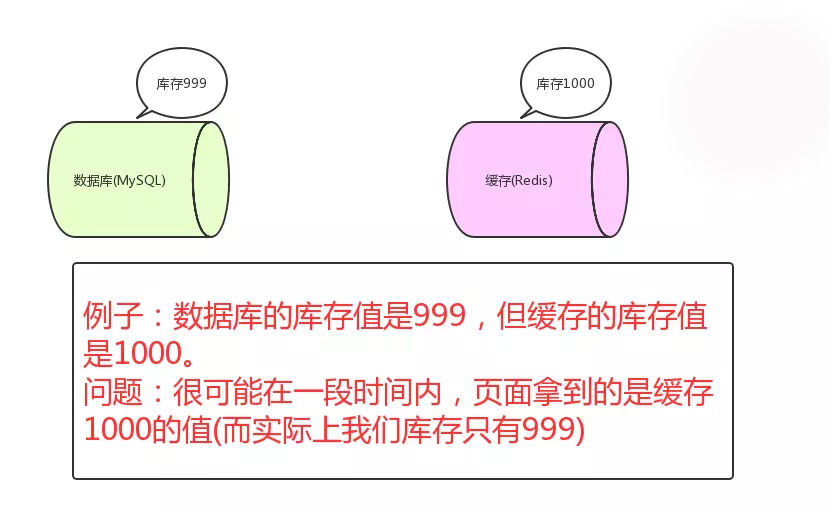 库存999
库存1000
数据库(MySQL)
缓存(Redis)
例子：数据库的库存值是999，但缓存的库存值
是1000。
问题：很可能在一段时间内，页面拿到的是缓存
1000的值(而实际上我们库存只有999)